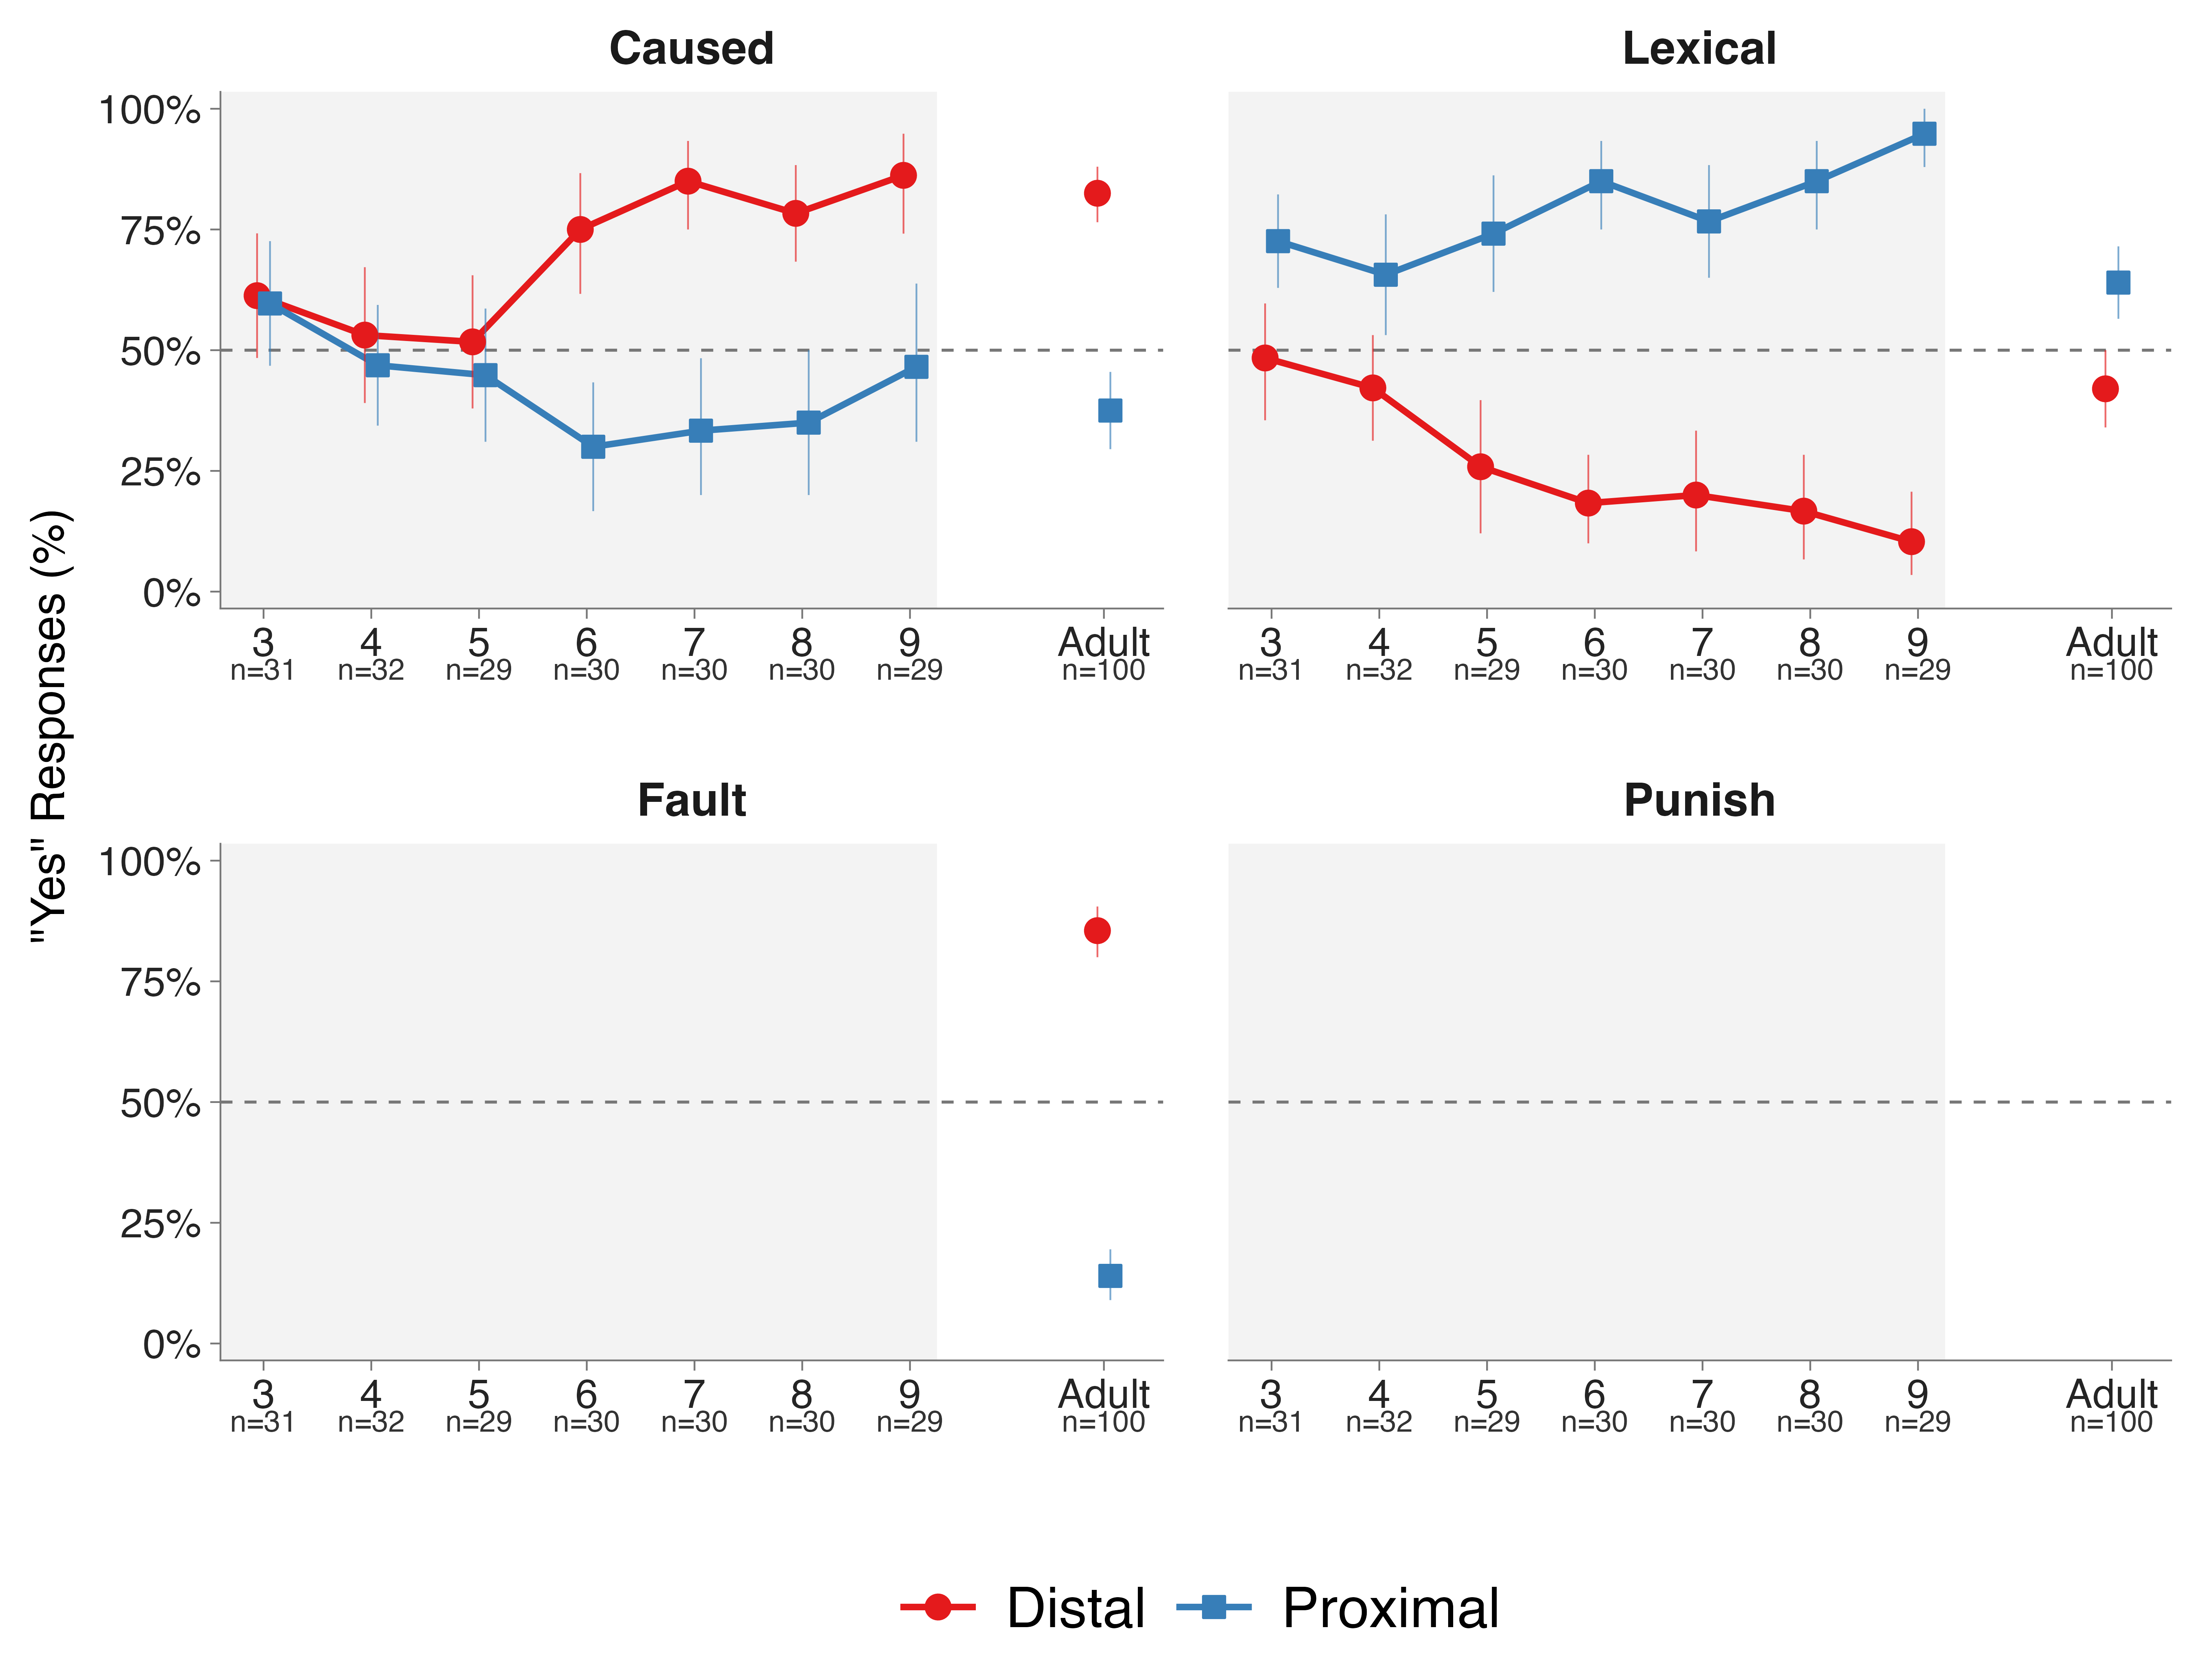 Caused
Lexical
"Yes" Responses (%)
100%
75%
50%
25%
0%
3 4 5 6 7 8 9 Adult
n=31 n=32 n=29 n=30 n=30 n=30 n=29 n=100
3 4 5 6 7 8 9 Adult
n=31 n=32 n=29 n=30 n=30 n=30 n=29 n=100
Fault
Punish
100%
75%
50%
25%
0%
3 4 5 6 7 8 9 Adult
n=31 n=32 n=29 n=30 n=30 n=30 n=29 n=100
3 4 5 6 7 8 9 Adult
n=31 n=32 n=29 n=30 n=30 n=30 n=29 n=100
Distal Proximal